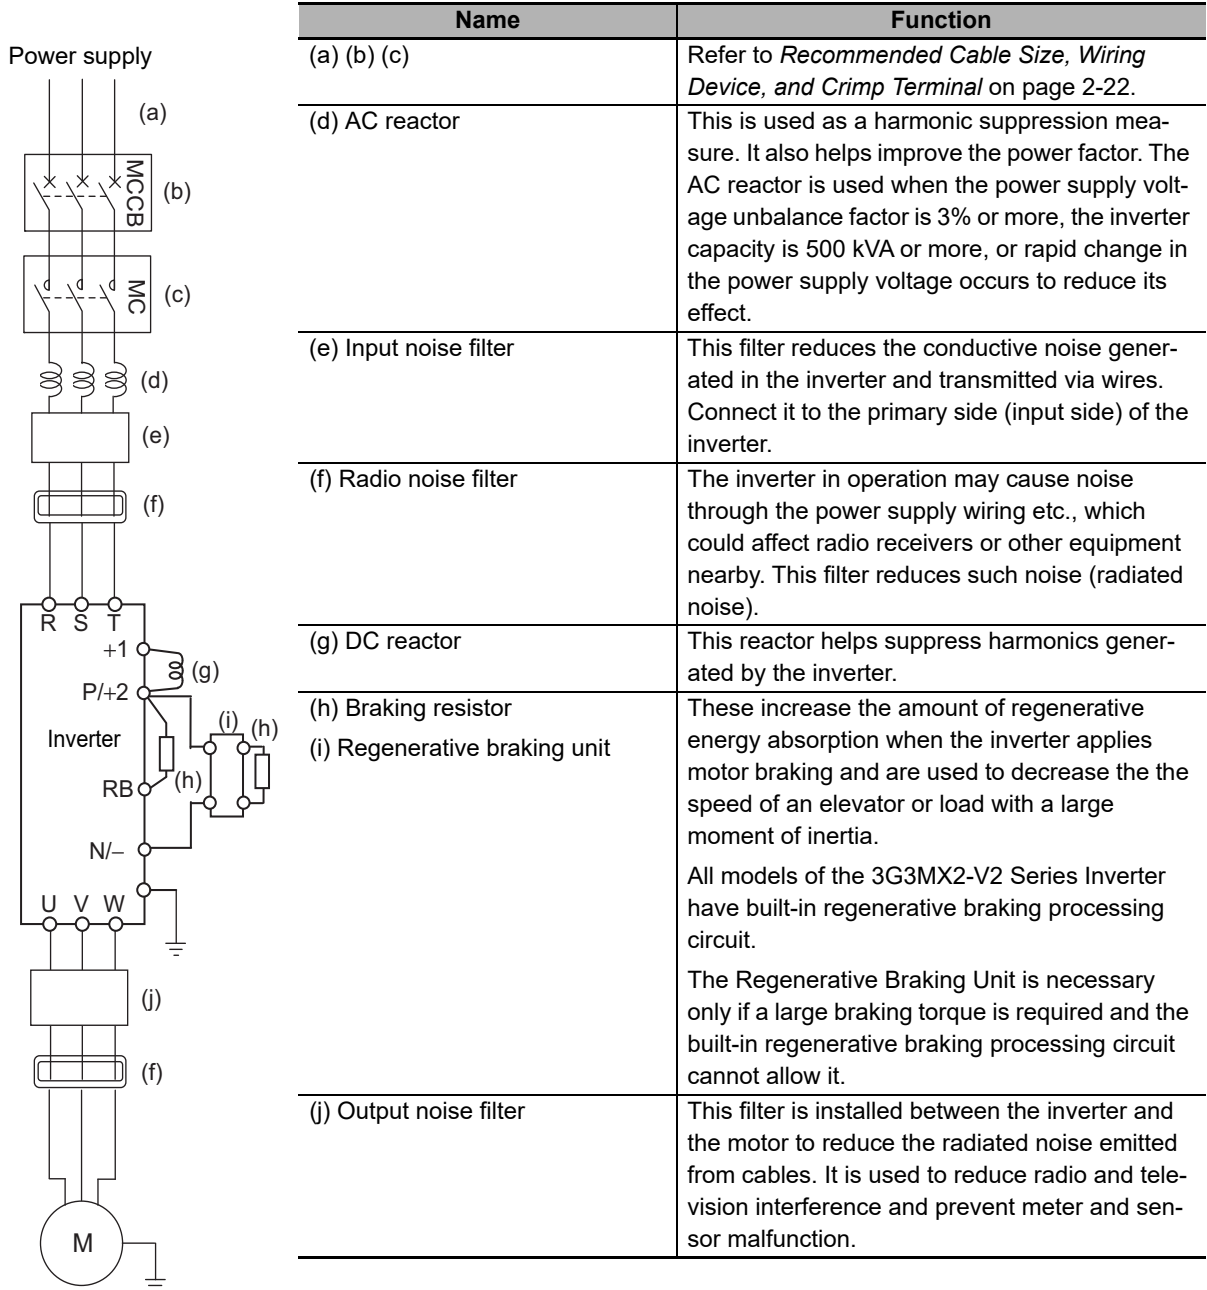 Power supply
(a)
MCCB
(b)
MC
(c)
(d)
(e)
(f)
R S T
+1
(g)
P/+2
(i)
(h)
Inverter
(h)
RB
N/–
U V W
(j)
(f)
M
Name Function
(a) (b) (c)
Refer to Recommended Cable Size, Wiring
Device, and Crimp Terminal on page 2-22.
(d) AC reactor
This is used as a harmonic suppression mea-
sure. It also helps improve the power factor. The
AC reactor is used when the power supply volt-
age unbalance factor is 3% or more, the inverter
capacity is 500 kVA or more, or rapid change in
the power supply voltage occurs to reduce its
effect.
(e) Input noise filter
This filter reduces the conductive noise gener-
ated in the inverter and transmitted via wires.
Connect it to the primary side (input side) of the
inverter.
(f) Radio noise filter
The inverter in operation may cause noise
through the power supply wiring etc., which
could affect radio receivers or other equipment
nearby. This filter reduces such noise (radiated
noise).
(g) DC reactor
This reactor helps suppress harmonics gener-
ated by the inverter.
(h) Braking resistor
(i) Regenerative braking unit
These increase the amount of regenerative
energy absorption when the inverter applies
motor braking and are used to decrease the the
speed of an elevator or load with a large
moment of inertia.
All models of the 3G3MX2-V2 Series Inverter
have built-in regenerative braking processing
circuit.
The Regenerative Braking Unit is necessary
only if a large braking torque is required and the
built-in regenerative braking processing circuit
cannot allow it.
(j) Output noise filter
This filter is installed between the inverter and
the motor to reduce the radiated noise emitted
from cables. It is used to reduce radio and tele-
vision interference and prevent meter and sen-
sor malfunction.